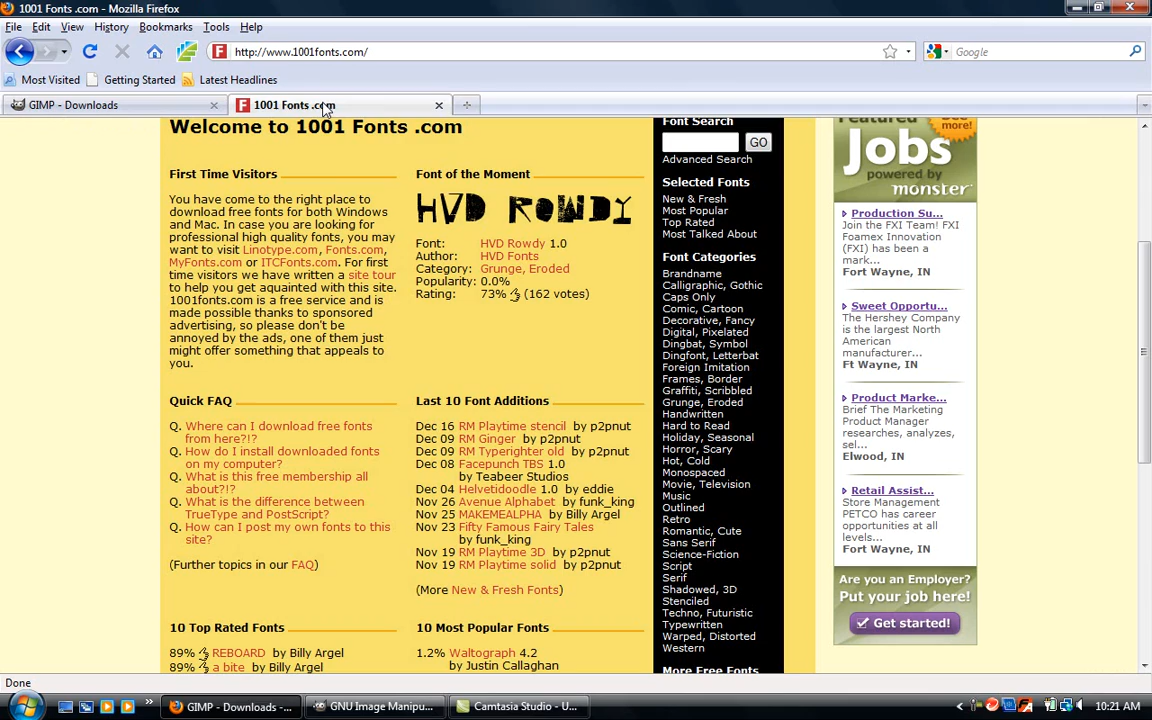 1001 Fonts .com - Mozilla Firefox
File Edit View History Bookmarks Tools Help
http://www.1001fonts.com/
Google
Most Visited Getting Started Latest Headlines
GIMP - Downloads
1001 Fonts .com
Welcome to 1001 Fonts .com
First Time Visitors
You have come to the right place to
download free fonts for both Windows
and Mac. In case you are looking for
professional high quality fonts, you may
want to visit Linotype.com, Fonts.com,
MyFonts.com or ITCFonts.com. For first
time visitors we have written a site tour
to help you get aquainted with this site.
1001fonts.com is a free service and is
made possible thanks to sponsored
advertising, so please don't be
annoyed by the ads, one of them just
might offer something that appeals to
you.
Font of the Moment
HVD ROWDY
Font: HVD Rowdy 1.0
Author: HVD Fonts
Category: Grunge, Eroded
Popularity: 0.0%
Rating: 73% (162 votes)
Quick FAQ
Q. Where can I download free fonts
from here?!?
Q. How do I install downloaded fonts
on my computer?
Q. What is this free membership all
about?!?
Q. What is the difference between
TrueType and PostScript?
Q. How can I post my own fonts to this
site?
(Further topics in our FAQ)
Last 10 Font Additions
Dec 16 RM Playtime stencil by p2pnut
Dec 09 RM Ginger by p2pnut
Dec 09 RM Typerighter old by p2pnut
Dec 08 Facepunch TBS 1.0
by Teabeer Studios
Dec 04 Helvetidoodle 1.0 by eddie
Nov 26 Avenue Alphabet by funk_king
Nov 25 MAKEMEALPHA by Billy Argel
Nov 23 Fifty Famous Fairy Tales
by funk_king
Nov 19 RM Playtime 3D by p2pnut
Nov 19 RM Playtime solid by p2pnut
(More New & Fresh Fonts)
10 Top Rated Fonts
89% REBOARD by Billy Argel
89% a bite by Billy Argel
10 Most Popular Fonts
1.2% Waltograph 4.2
by Justin Callaghan
Font Search
GO
Advanced Search
Selected Fonts
New & Fresh
Most Popular
Top Rated
Most Talked About
Font Categories
Brandname
Calligraphic, Gothic
Caps Only
Comic, Cartoon
Decorative, Fancy
Digital, Pixelated
Dingbat, Symbol
Dingfont, Letterbat
Foreign Imitation
Frames, Border
Graffiti, Scribbled
Grunge, Eroded
Handwritten
Hard to Read
Holiday, Seasonal
Horror, Scary
Hot, Cold
Monospaced
Movie, Television
Music
Outlined
Retro
Romantic, Cute
Sans Serif
Science-Fiction
Script
Serif
Shadowed, 3D
Stenciled
Techno, Futuristic
Typewritten
Warped, Distorted
Western
More Free Fonts
Featured
See
more!
Jobs
powered by
monster
Production Su...
Join the FXI Team! FXI
Foamex Innovation
(FXI) has been a
mark...
Fort Wayne, IN
Sweet Opportu...
The Hershey Company
is the largest North
American
manufacturer...
Ft Wayne, IN
Product Marke...
Brief The Marketing
Product Manager
researches, analyzes,
sel...
Elwood, IN
Retail Assist...
Store Management
PETCO has career
opportunities at all
levels...
Fort Wayne, IN
Are you an Employer?
Put your job here!
Get started!
Done
GIMP - Downloads -...
GNU Image Manipu...
Camtasia Studio - U...
10:21 AM